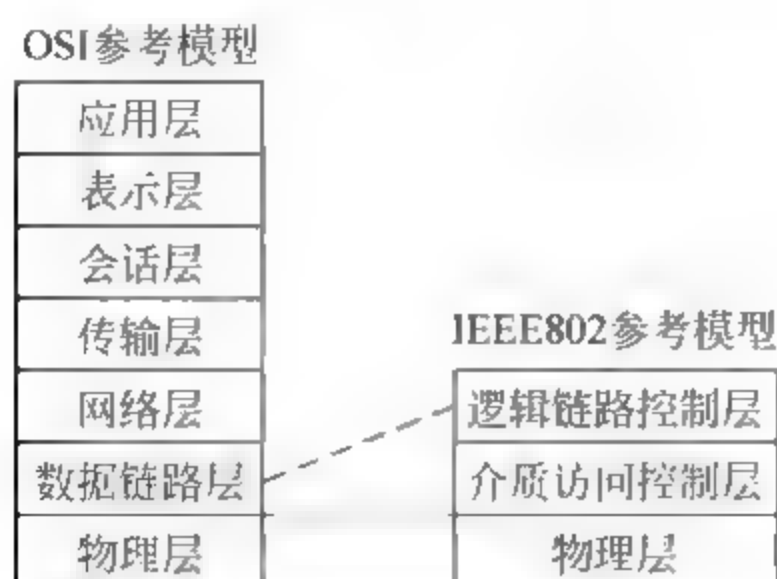 OSI参考模型
应用层
表示层
会话层
传输层
网络层
数据链路层
物理层
IEEE802参考模型
逻辑链路控制层
介质访问控制层
物理层